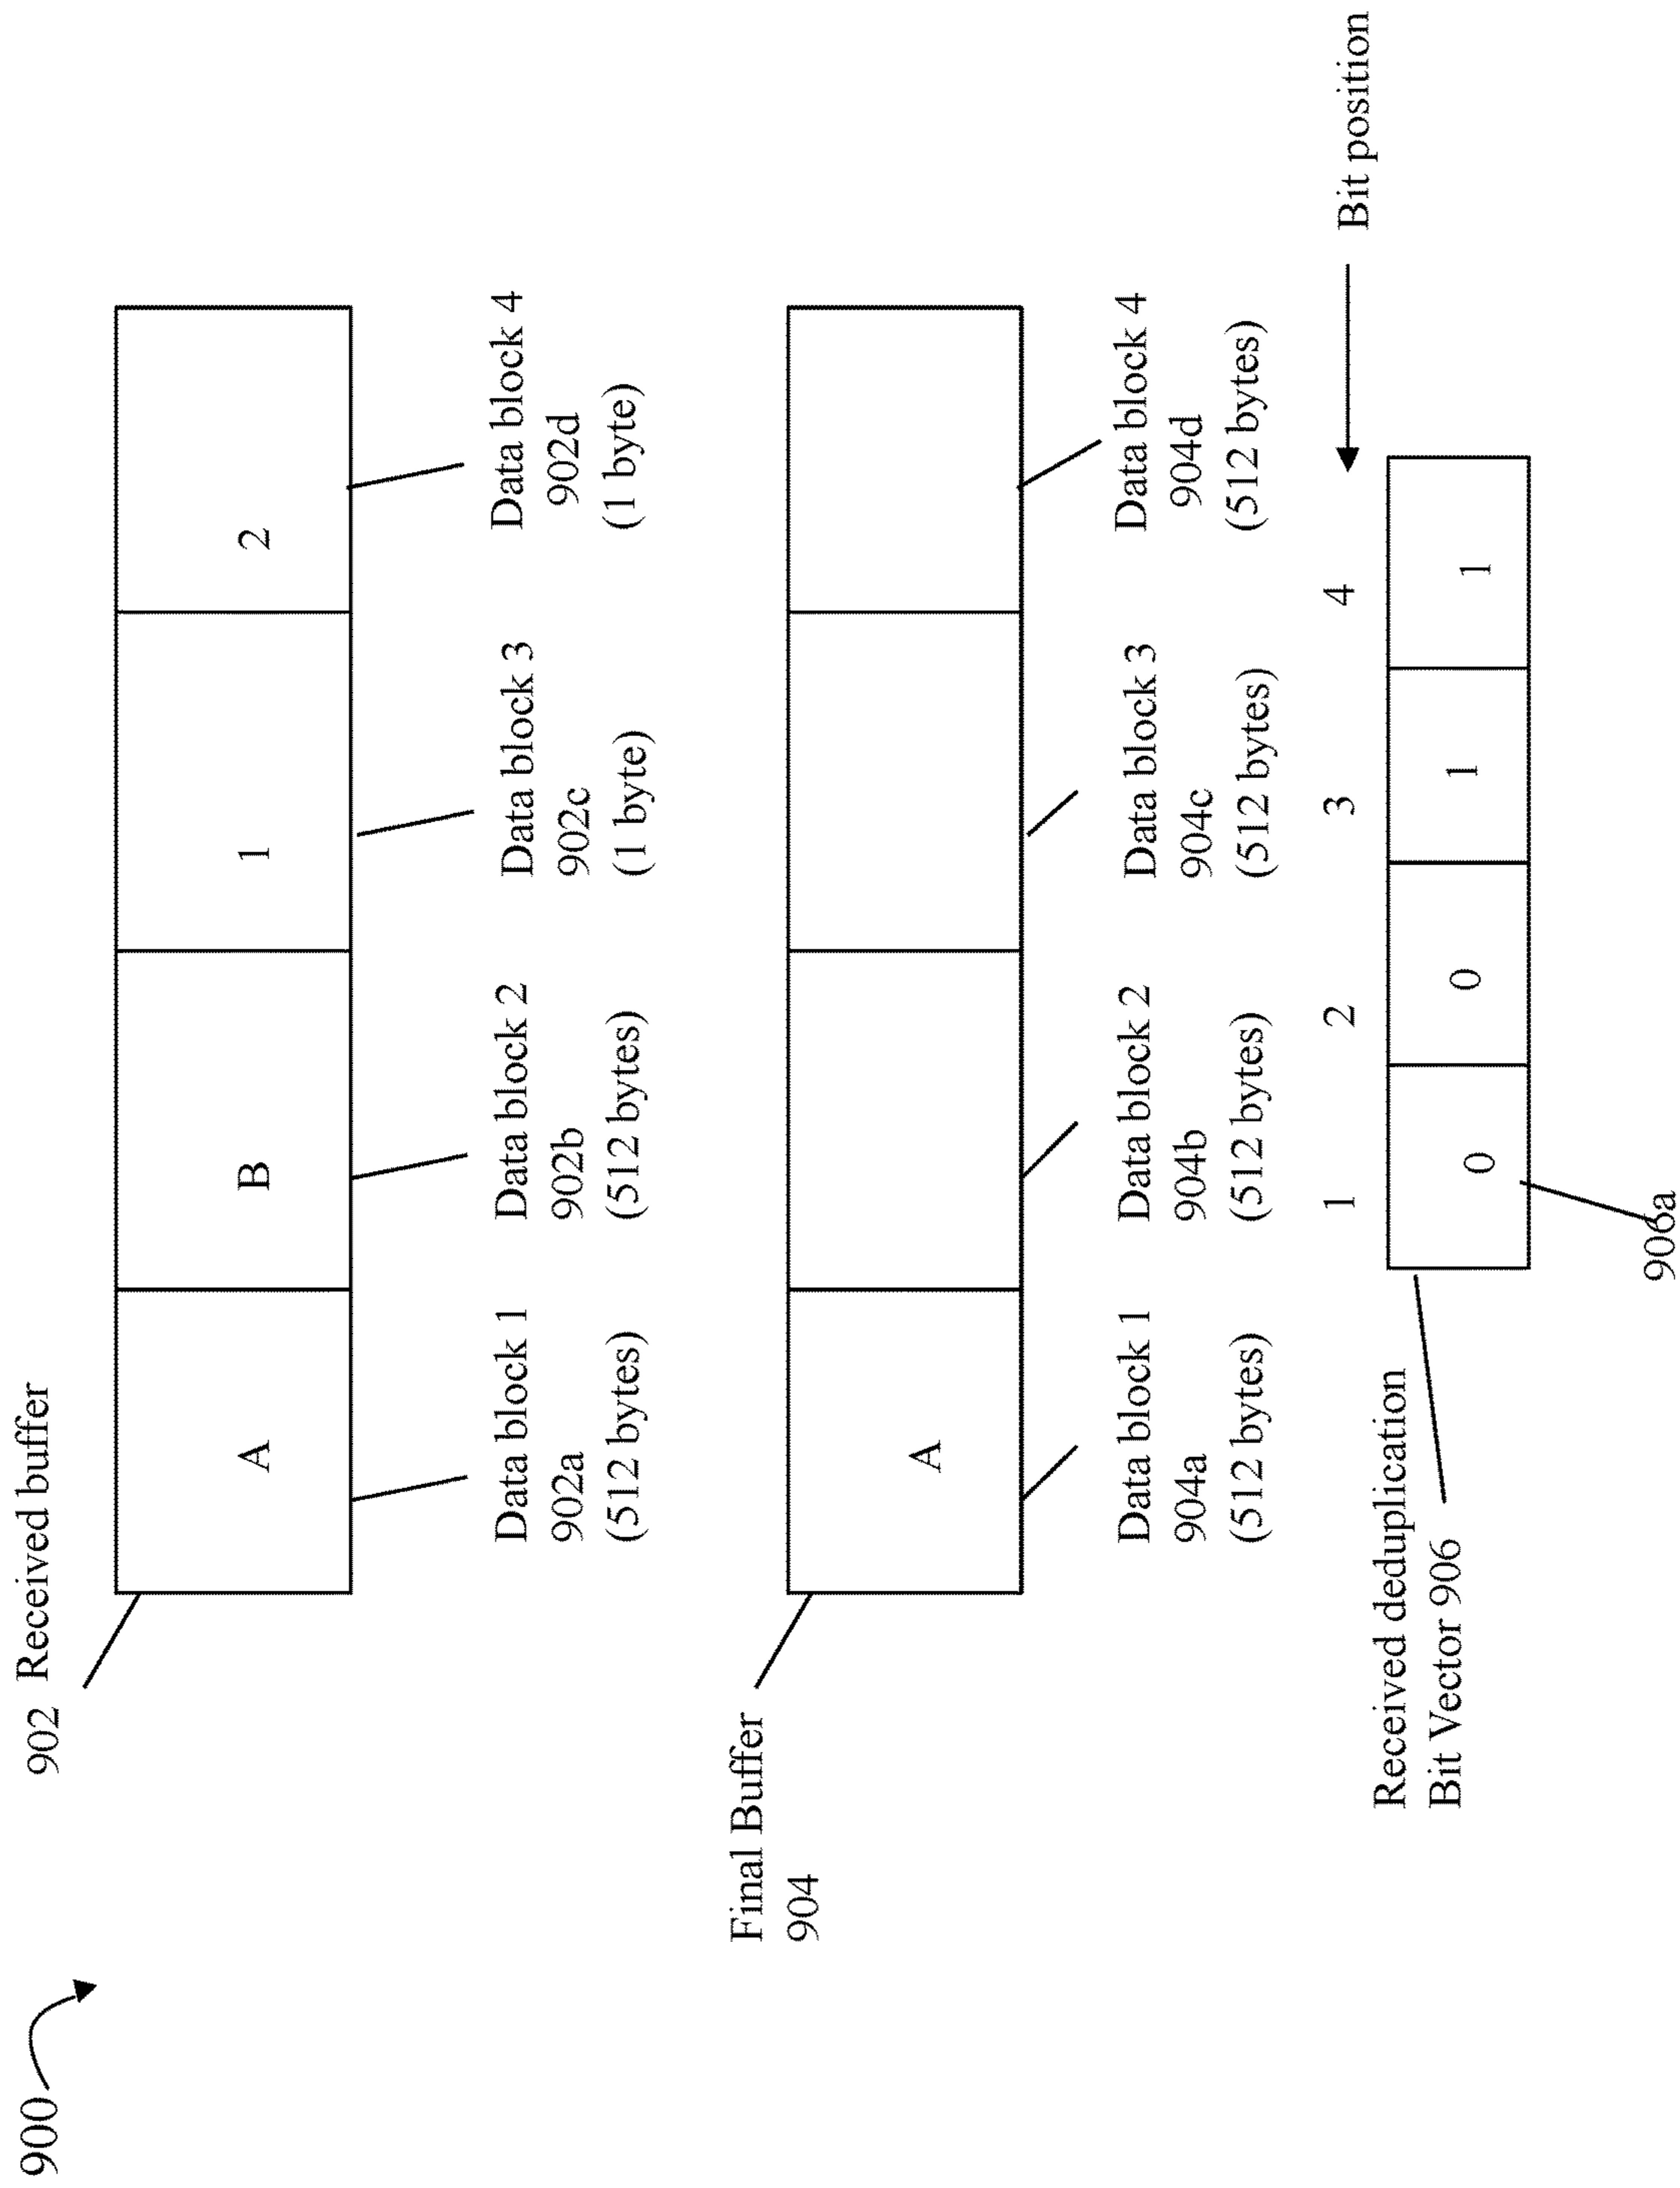 900
902 Received buffer
A
B
1
2
Data block 1
902a
(512 bytes)
Data block 2
902b
(512 bytes)
Data block 3
902c
(1 byte)
Data block 4
902d
(1 byte)
Final Buffer
904
A
Data block 1
904a
(512 bytes)
Data block 2
904b
(512 bytes)
Data block 3
904c
(512 bytes)
Data block 4
904d
(512 bytes)
1
2
3
4
Bit position
Received deduplication
Bit Vector 906
0
0
1
1
906a